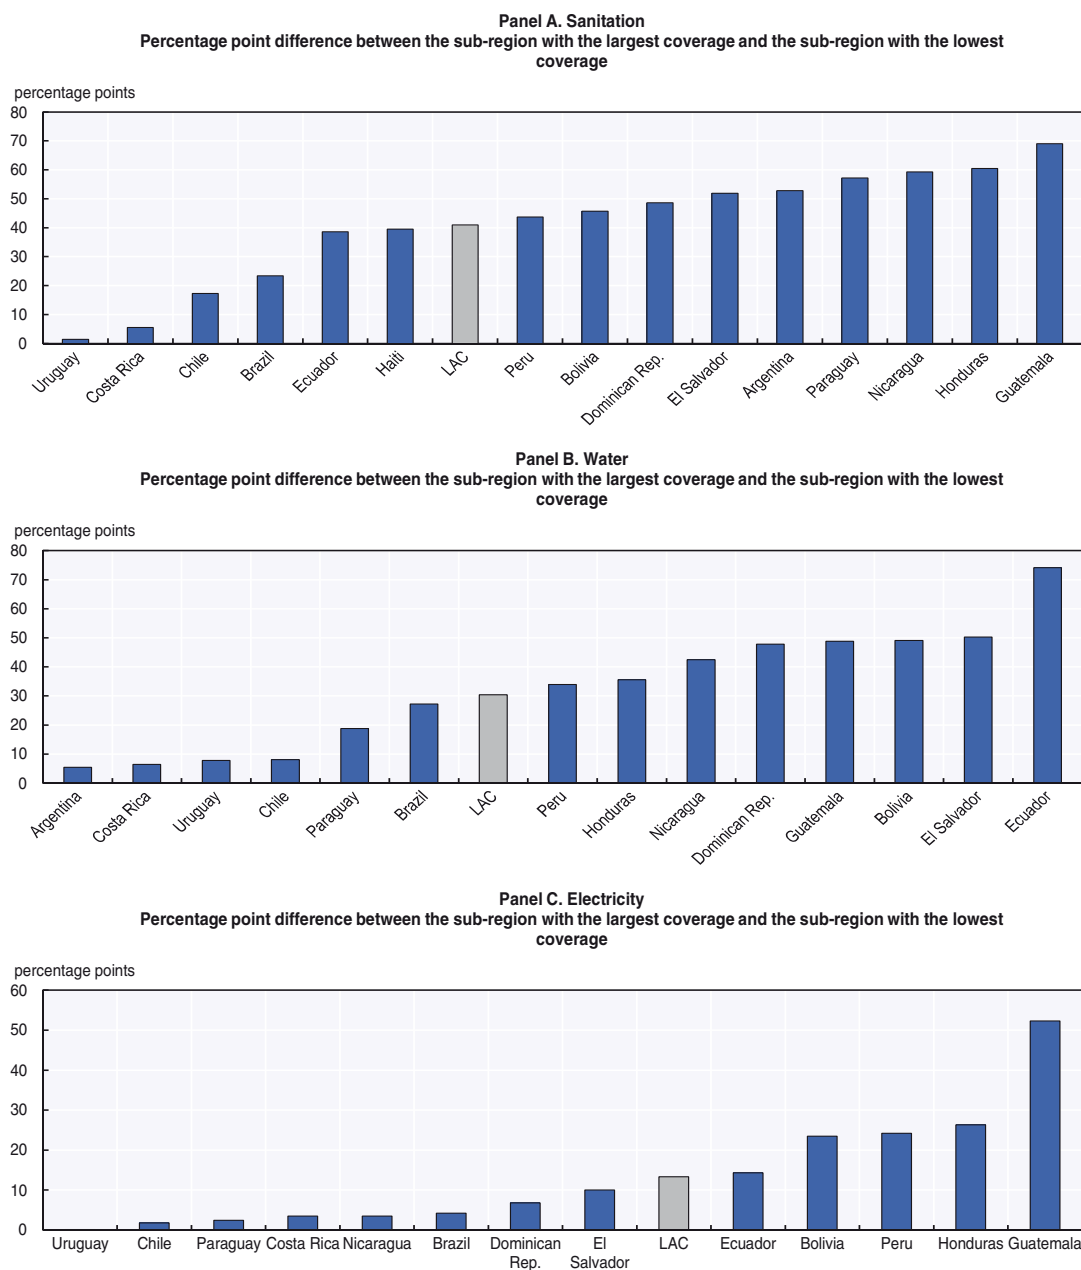 Panel A. Sanitation
Percentage point difference between the sub-region with the largest coverage and the sub-region with the lowest
coverage
percentage points
80
70
60
50
40
30
20
10
0
Uruguay
Costa Rica
Chile
Brazil
Ecuador
Haiti
LAC
Peru
Bolivia
Dominican Rep.
El Salvador
Argentina
Paraguay
Nicaragua
Honduras
Guatemala
Panel B. Water
Percentage point difference between the sub-region with the largest coverage and the sub-region with the lowest
coverage
percentage points
80
70
60
50
40
30
20
10
0
Argentina
Costa Rica
Uruguay
Chile
Paraguay
Brazil
LAC
Peru
Honduras
Nicaragua
Dominican Rep.
Guatemala
Bolivia
El Salvador
Ecuador
Panel C. Electricity
Percentage point difference between the sub-region with the largest coverage and the sub-region with the lowest
coverage
percentage points
60
50
40
30
20
10
0
Uruguay
Chile
Paraguay
Costa Rica
Nicaragua
Brazil
Dominican
Rep.
El
Salvador
LAC
Ecuador
Bolivia
Peru
Honduras
Guatemala